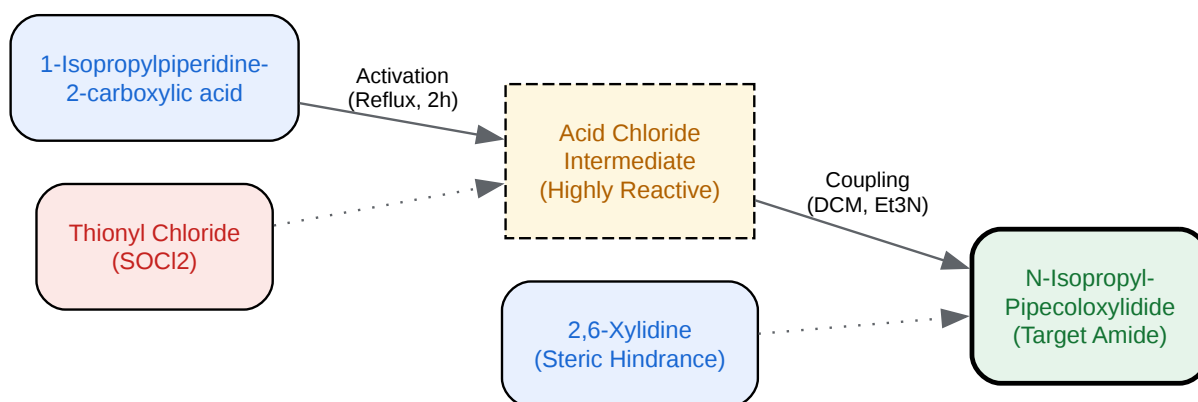 1-Isopropylpiperidine-
2-carboxylic acid
Activation
(Reflux, 2h)
Acid Chloride
Intermediate
(Highly Reactive)
Thionyl Chloride
(SOCl2)
Coupling
(DCM, Et3N)
2,6-Xylidine
(Steric Hindrance)
N-Isopropyl-
Pipecoloxylidide
(Target Amide)